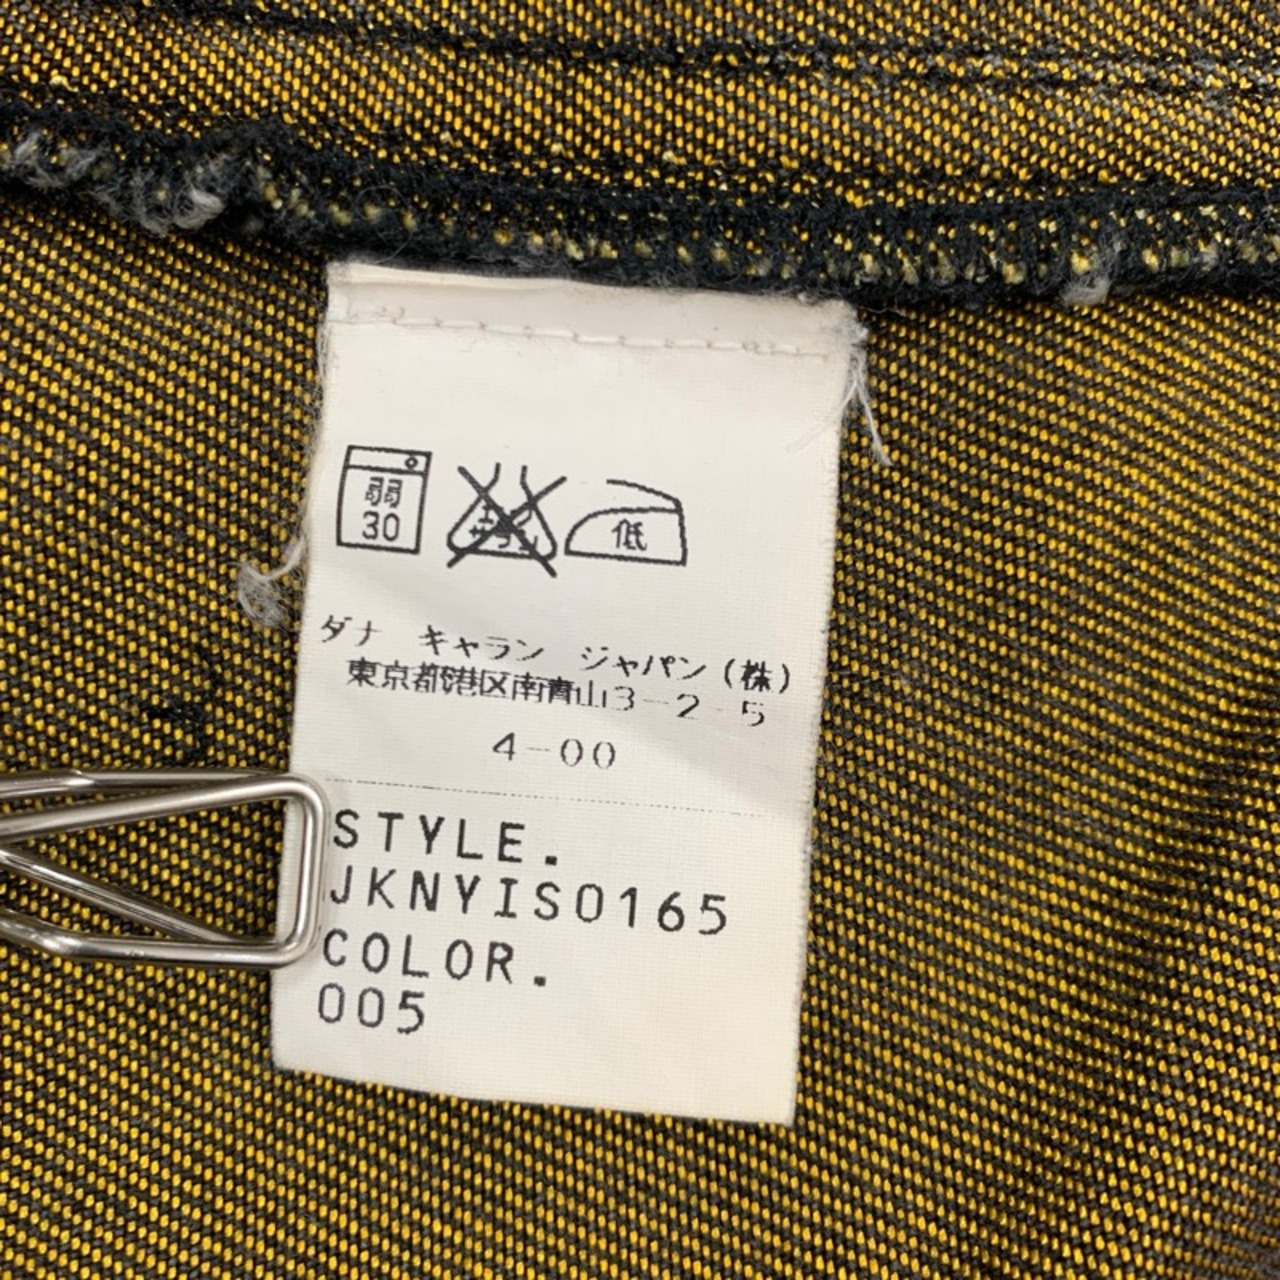 弱
30
低
ダナ キャラン ジャパン(株)
東京都港区南青山3-2-5
4-00
STYLE.
JKNYIS0165
COLOR.
005